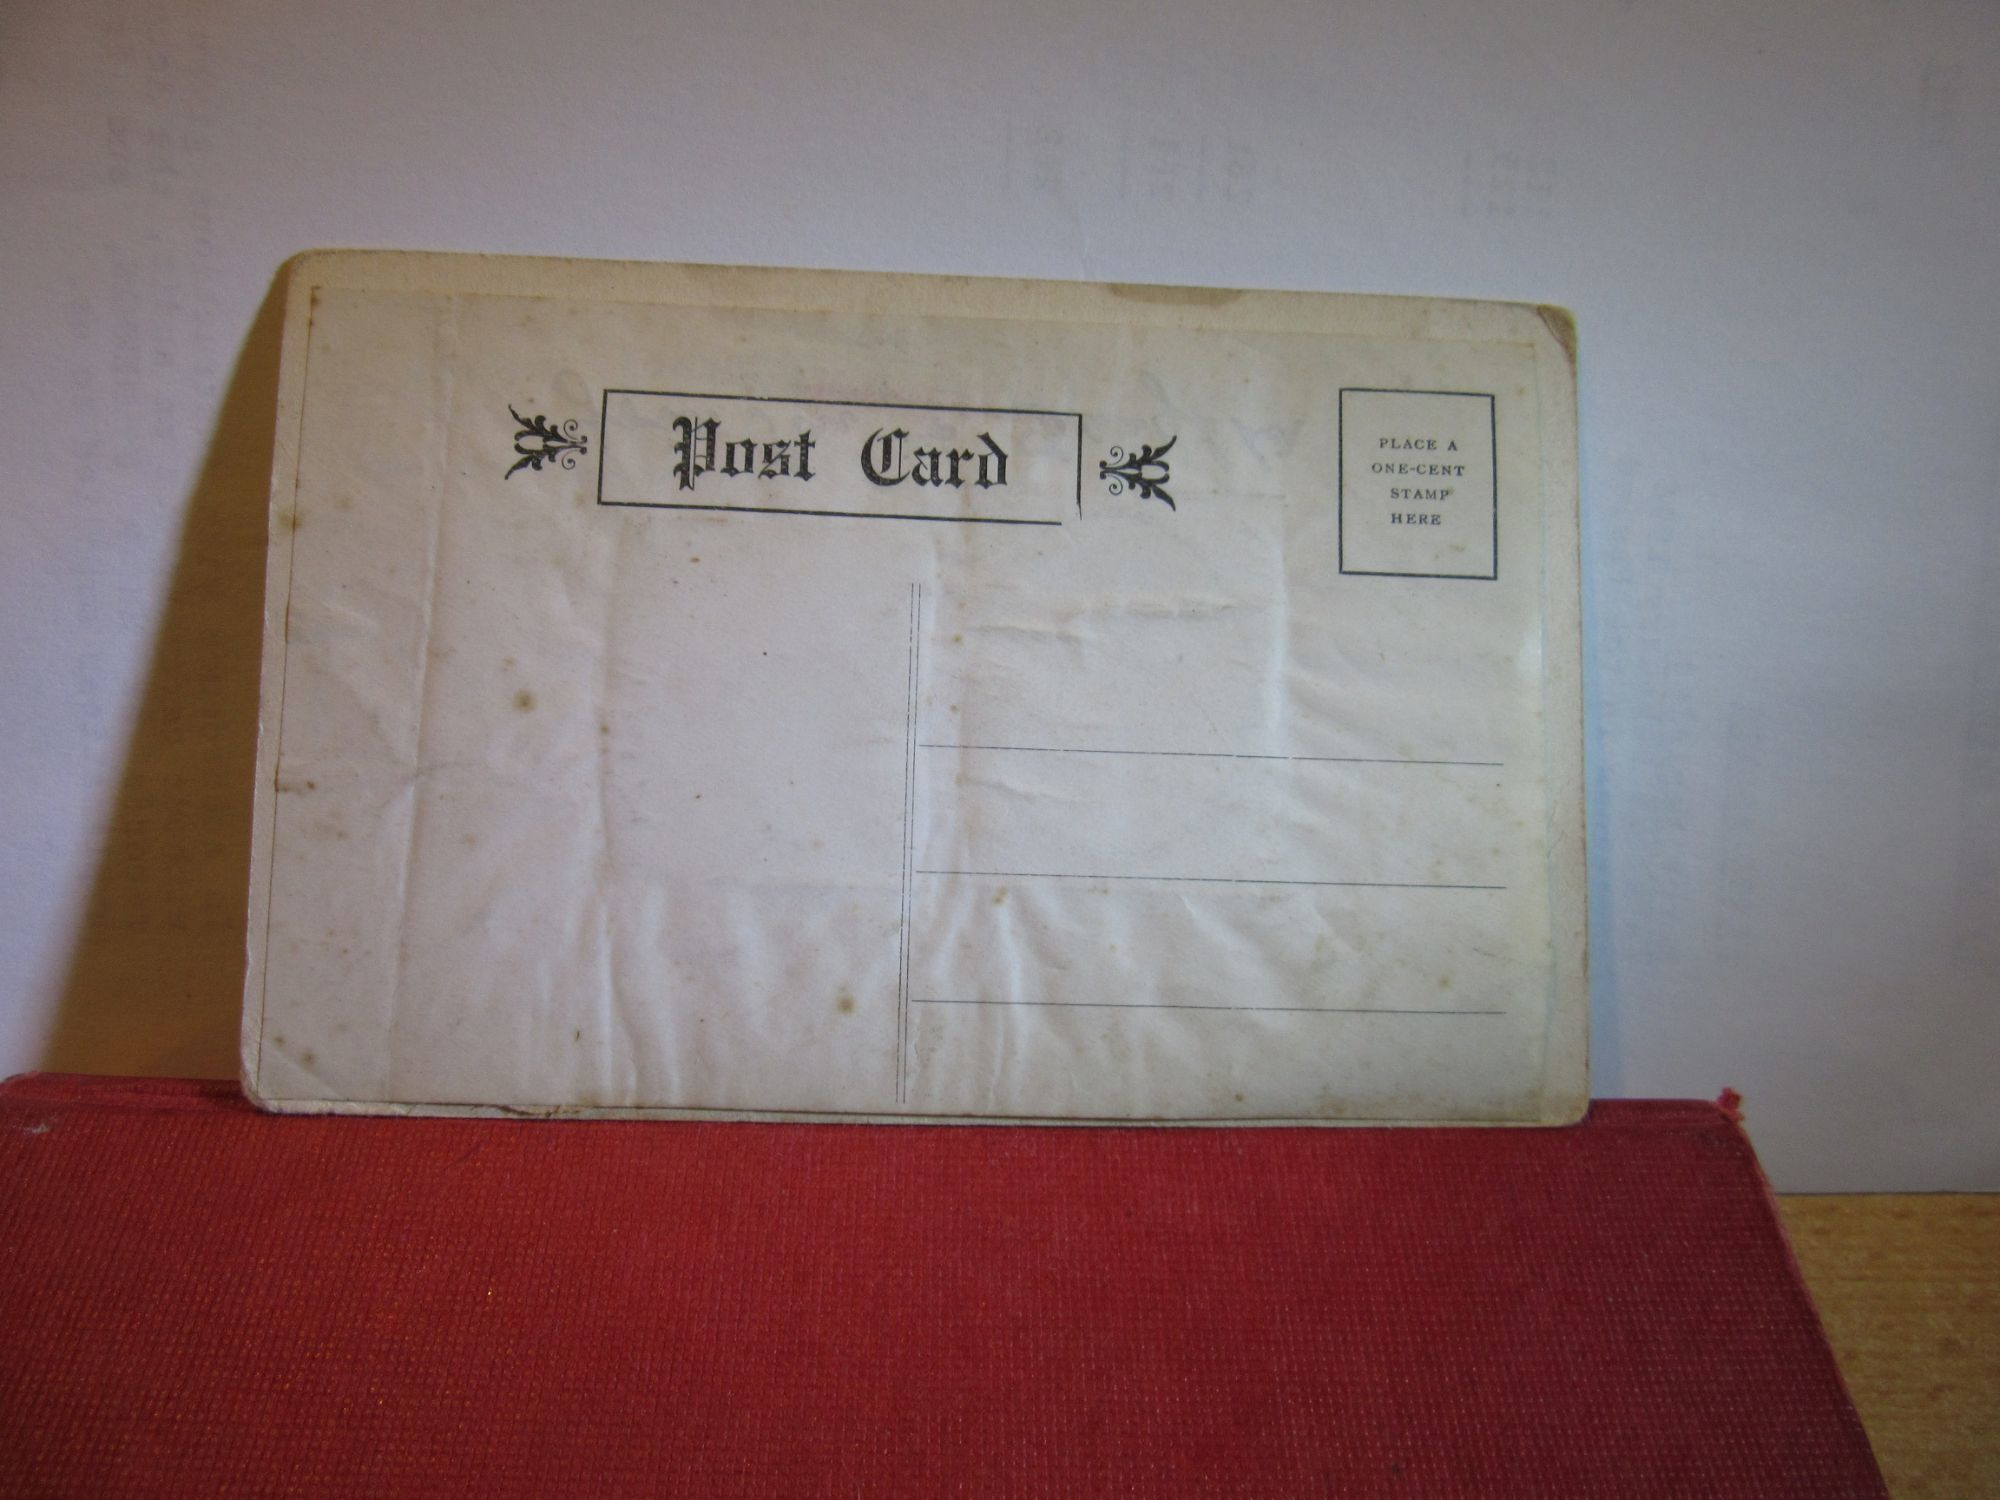 Post Card
PLACE A
ONE-CENT
STAMP
HERE